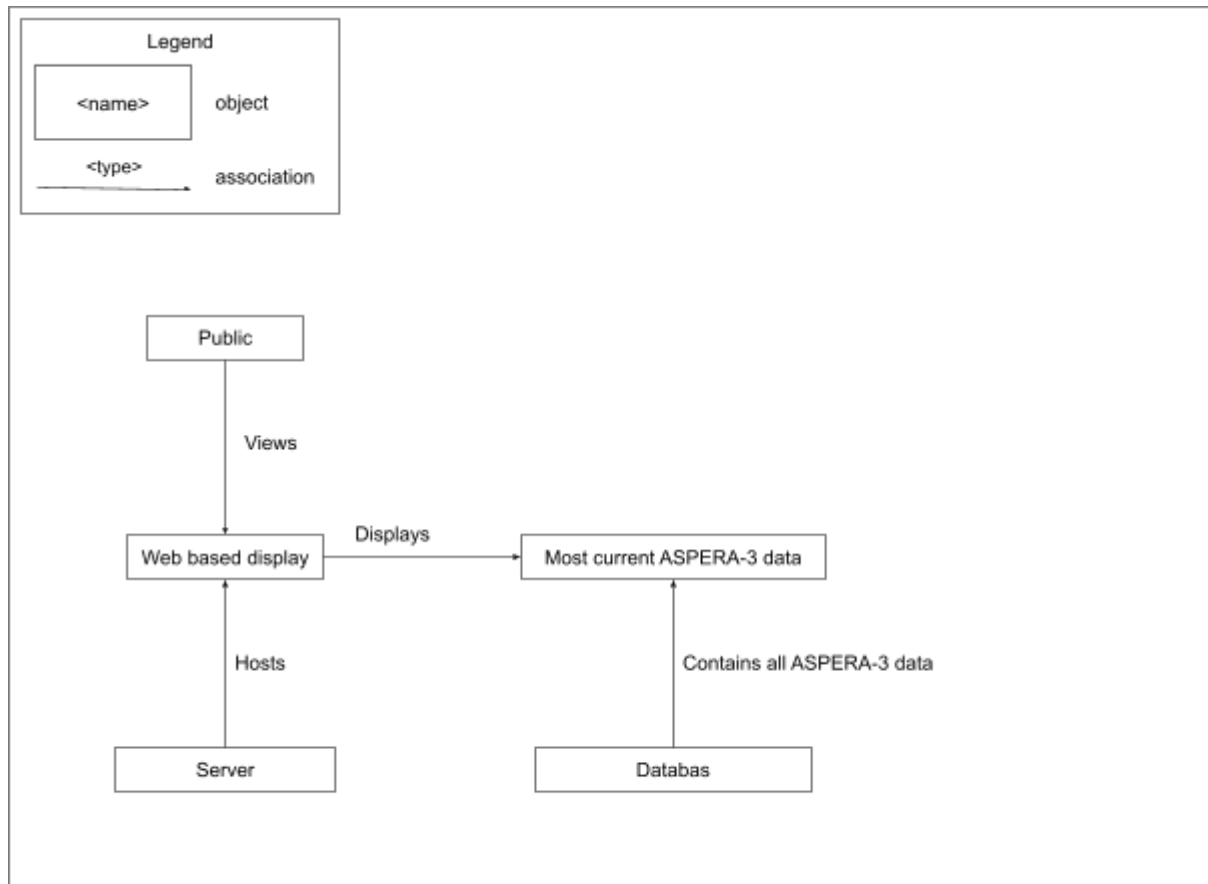 Legend
<name>
object
<type>
association
Public
Views
Displays
Web based display
Most current ASPERA-3 data
Hosts
Contains all ASPERA-3 data
Server
Databas